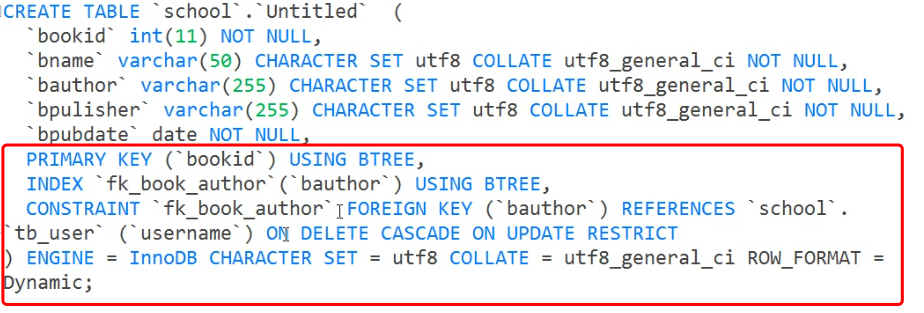 CREATE TABLE `school`.`Untitled`  (
`bookid` int(11) NOT NULL,
`bname` varchar(50) CHARACTER SET utf8 COLLATE utf8_general_ci NOT NULL,
`bauthor` varchar(255) CHARACTER SET utf8 COLLATE utf8_general_ci NOT NULL,
`bpulisher` varchar(255) CHARACTER SET utf8 COLLATE utf8_general_ci NOT NULL,
`bpubdate` date NOT NULL,
PRIMARY KEY (`bookid`) USING BTREE,
INDEX `fk_book_author`(`bauthor`) USING BTREE,
CONSTRAINT `fk_book_author` FOREIGN KEY (`bauthor`) REFERENCES `school`.
`tb_user` (`username`) ON DELETE CASCADE ON UPDATE RESTRICT
) ENGINE = InnoDB CHARACTER SET = utf8 COLLATE = utf8_general_ci ROW_FORMAT =
Dynamic;